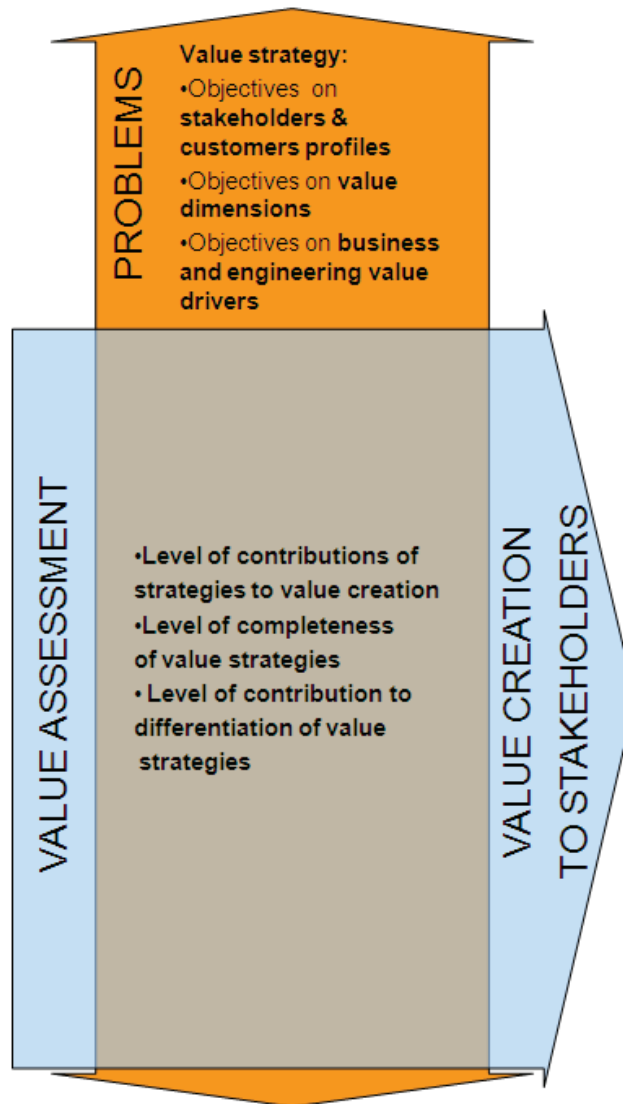 PROBLEMS
Value strategy:
•Objectives on
stakeholders &
customers profiles
•Objectives on value
dimensions
•Objectives on business
and engineering value
drivers
VALUE ASSESSMENT
•Level of contributions of
strategies to value creation
•Level of completeness
of value strategies
• Level of contribution to
differentiation of value
strategies
VALUE CREATION
TO STAKEHOLDERS